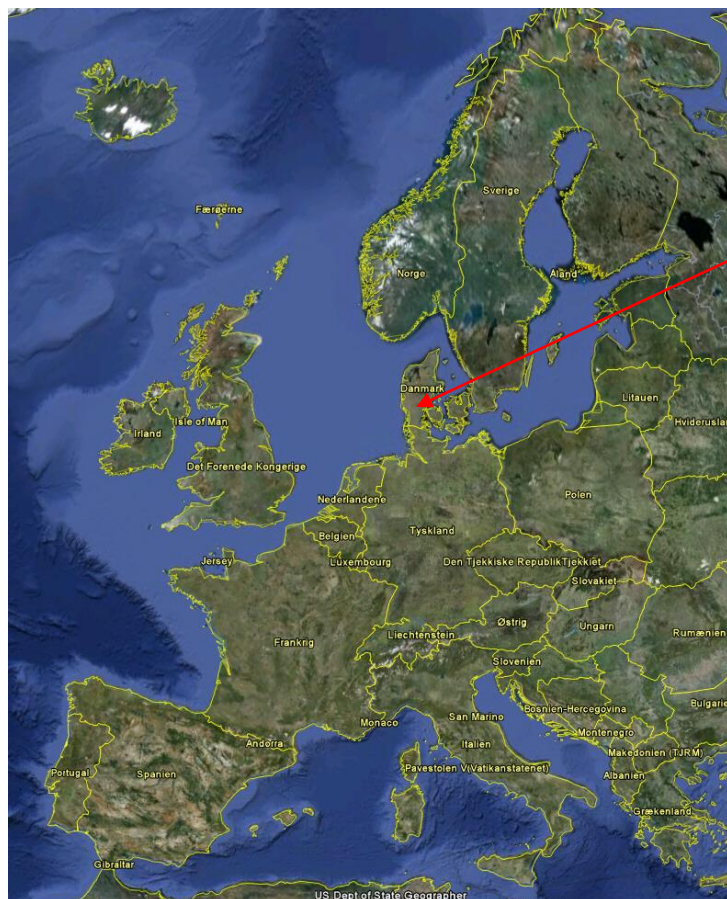 Sverige
Færøerne
Norge
Åland
Danmark
Litauen
Isle of Man
Hviderusland
Irland
Det Forenede Kongerige
Nederlandene
Polen
Tyskland
Belgien
Jersey
Luxembourg
Den Tjekkiske RepublikTjekkiet
Slovakiet
Østrig
Ungarn
Liechtenstein
Rumænien
Frankrig
Slovenien
Bosnien-Hercegovina
Bulgarie
San Marino
Monaco
Montenegro
Andorra
Italien
Makedonien (TJRM)
Pavestolen V(Vatikanstatenet)
Portugal
Spanien
Albanien
Grækenland
Gibraltar
US Dept of State Geographer